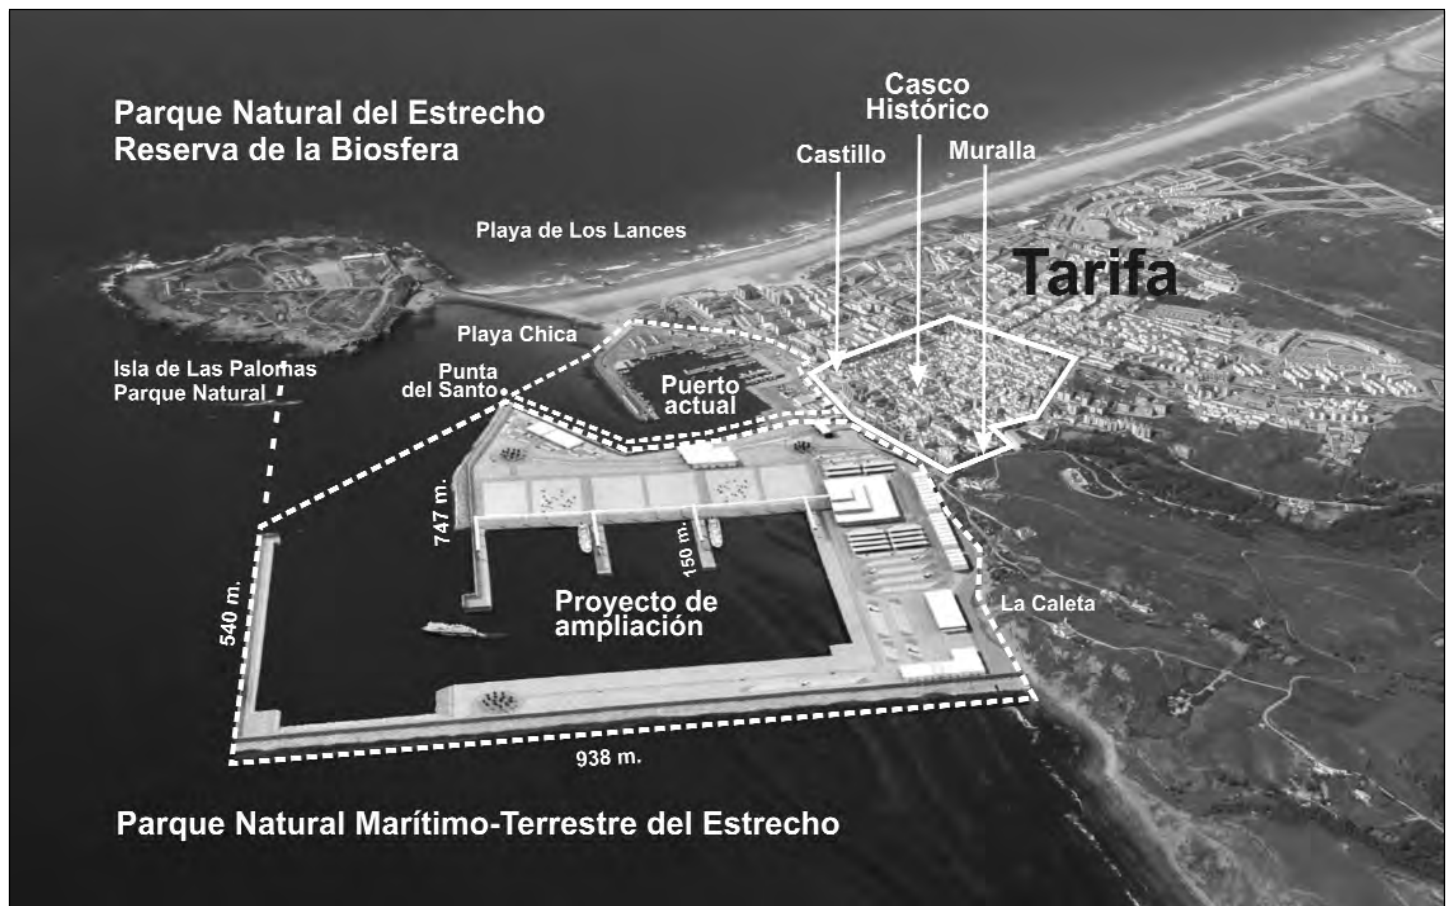 Parque Natural del Estrecho
Reserva de la Biosfera
Casco
Histórico
Castillo
Muralla
Playa de Los Lances
Tarifa
Playa Chica
Isla de Las Palomas
Parque Natural
Punta
del Santo
Puerto
actual
747 m.
150 m.
540 m.
Proyecto de
ampliación
La Caleta
938 m.
Parque Natural Marítimo-Terrestre del Estrecho